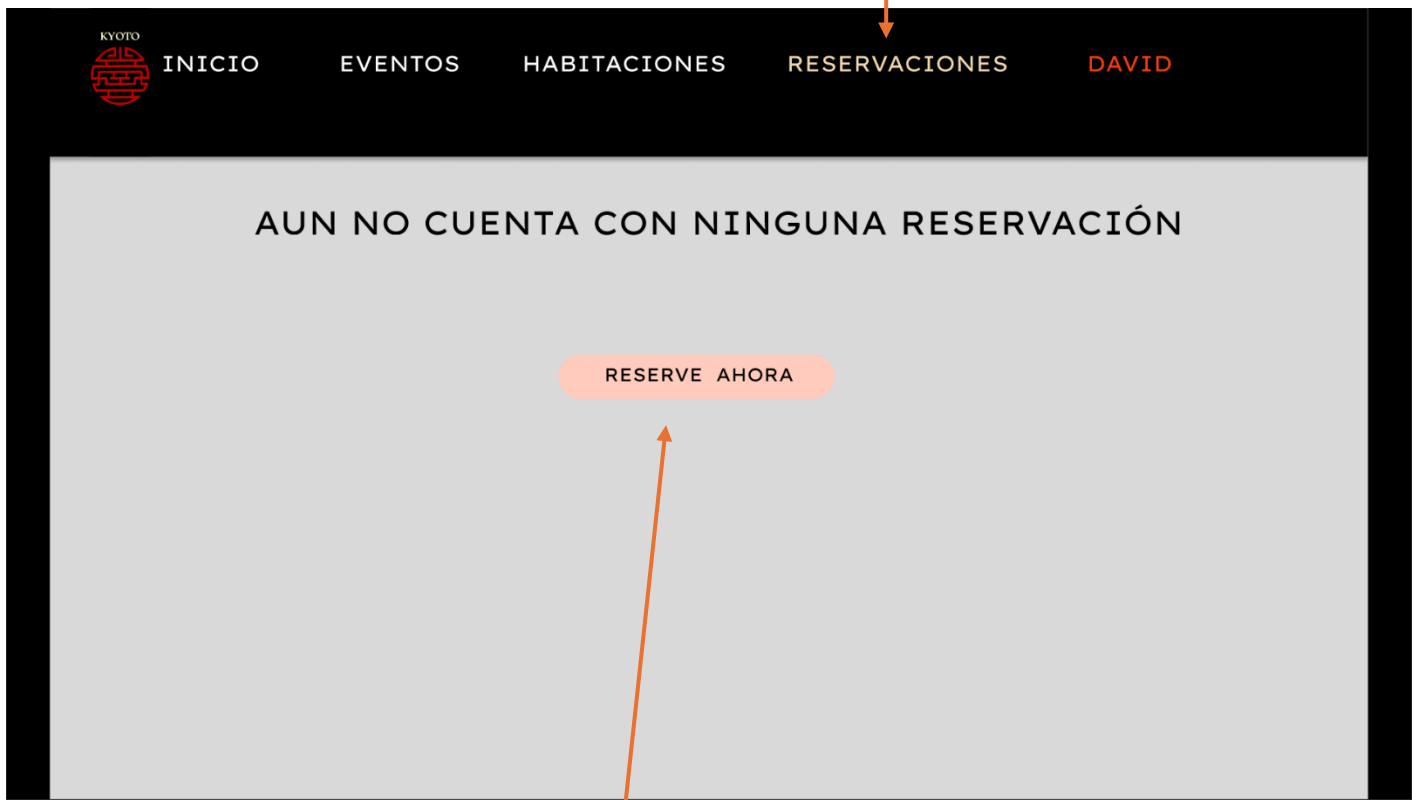 KYOTO
INICIO EVENTOS HABITACIONES RESERVACIONES DAVID
AUN NO CUENTA CON NINGUNA RESERVACIÓN
RESERVE AHORA